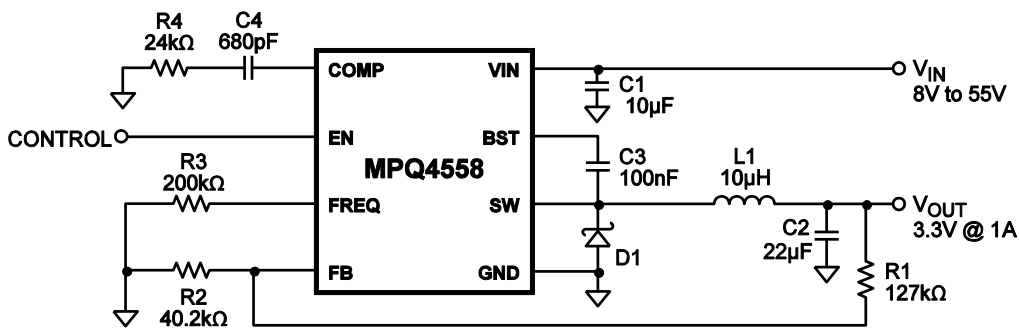 R4
24kΩ
C4
680pF
COMP
VIN
V_IN
8V to 55V
C1
10µF
CONTROL
EN
BST
MPQ4558
C3
100nF
L1
10µH
R3
200kΩ
FREQ
SW
V_OUT
3.3V @ 1A
C2
22µF
D1
FB
GND
R2
40.2kΩ
R1
127kΩ